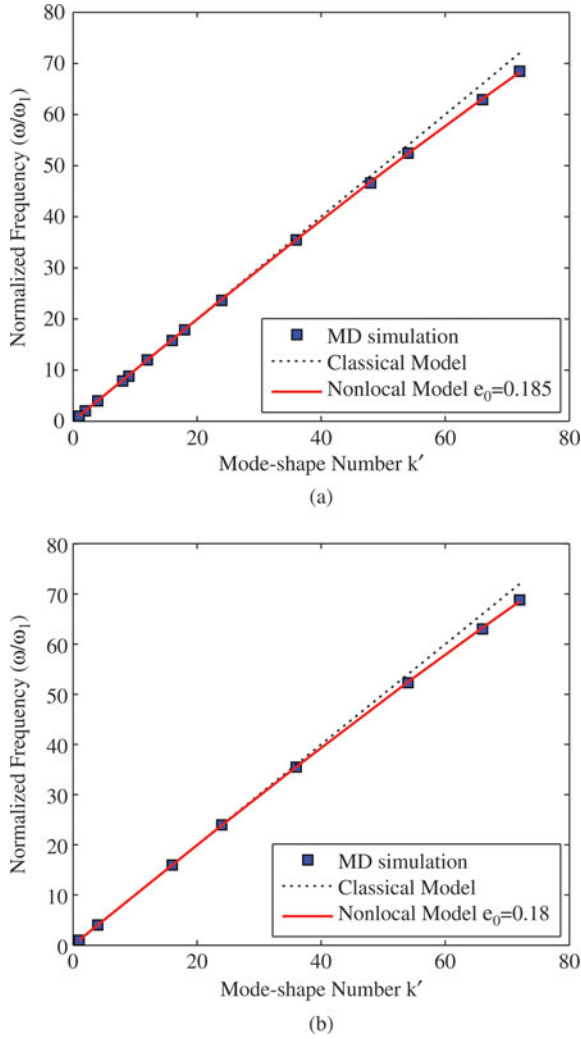 80
70
60
50
40
30
20
10
0
Normalized Frequency (ω/ω₁)
MD simulation
Classical Model
Nonlocal Model e₀=0.185
0 20 40 60 80
Mode-shape Number k′
(a)
80
70
60
50
40
30
20
10
0
Normalized Frequency (ω/ω₁)
MD simulation
Classical Model
Nonlocal Model e₀=0.18
0 20 40 60 80
Mode-shape Number k′
(b)